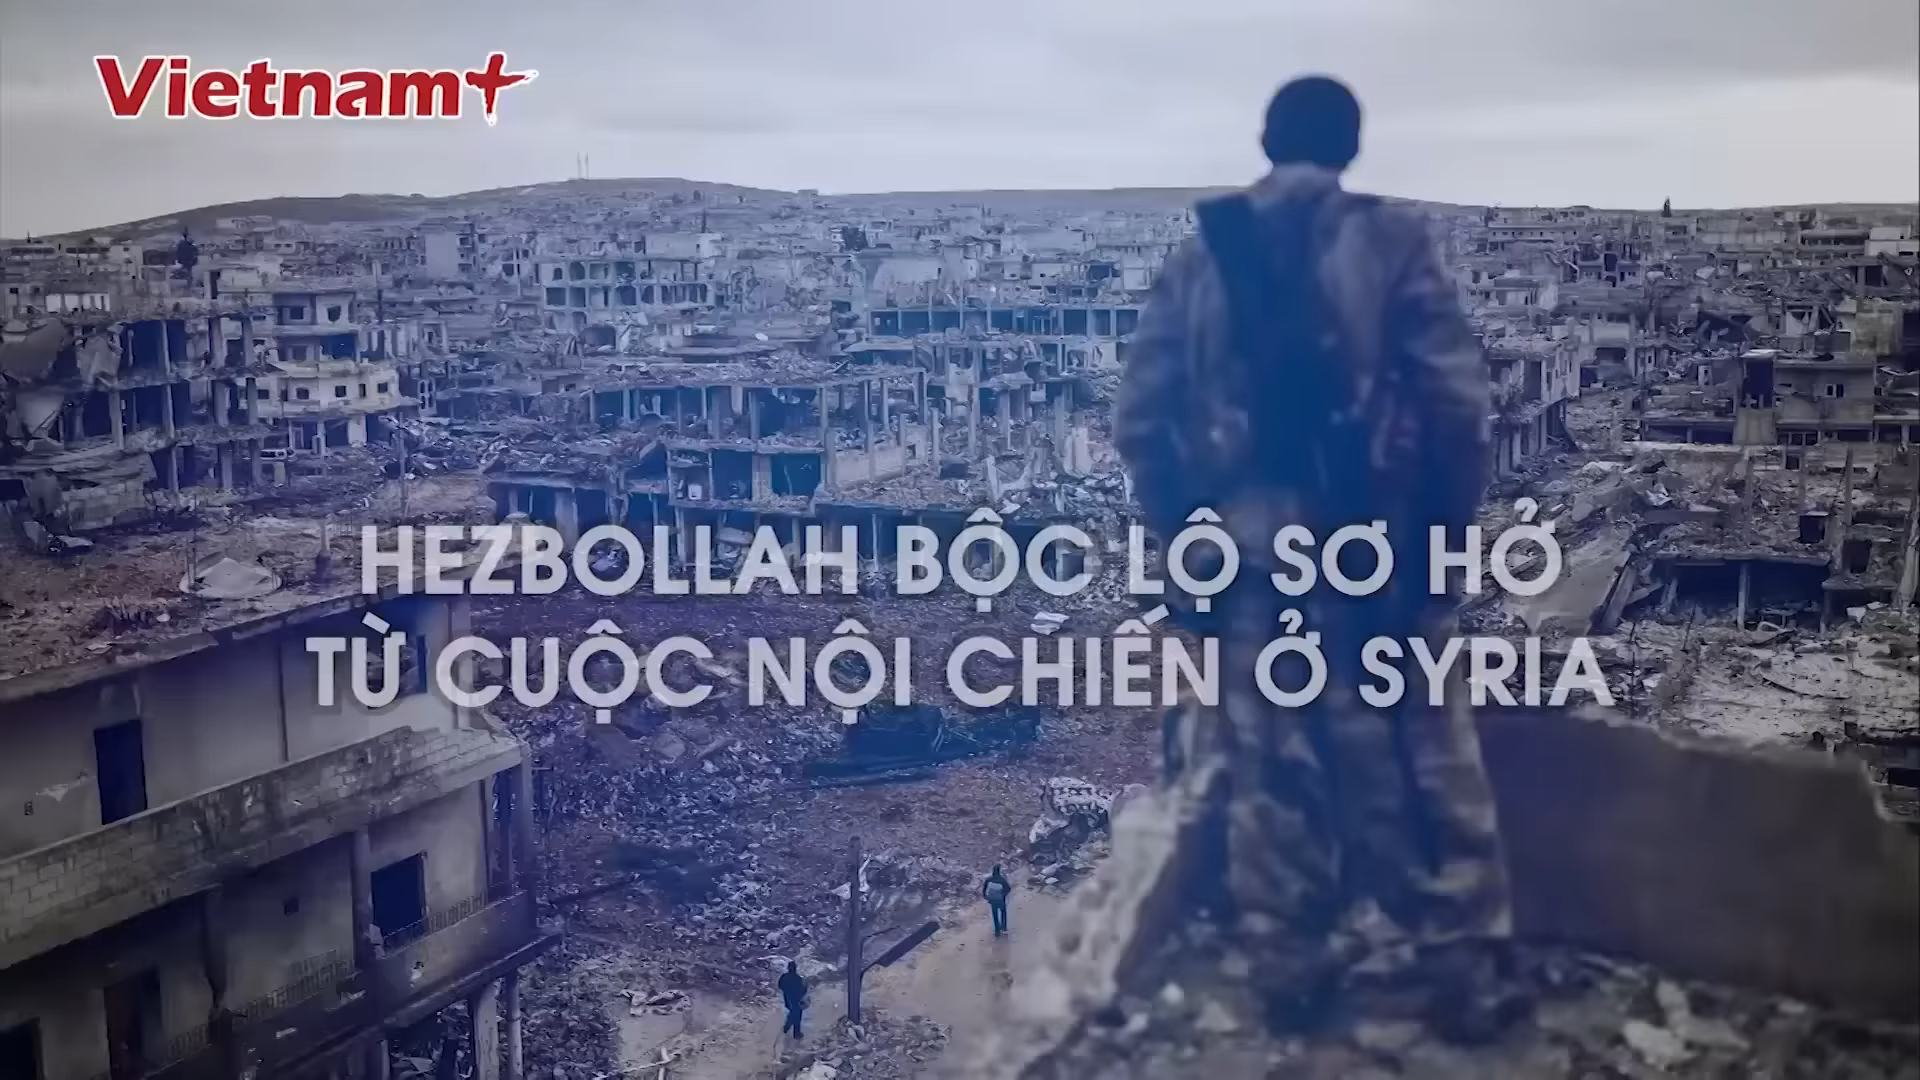 Vietnam+
HEZBOLLAH BỘC LỘ SƠ HỞ
TỪ CUỘC NỘI CHIẾN Ở SYRIA